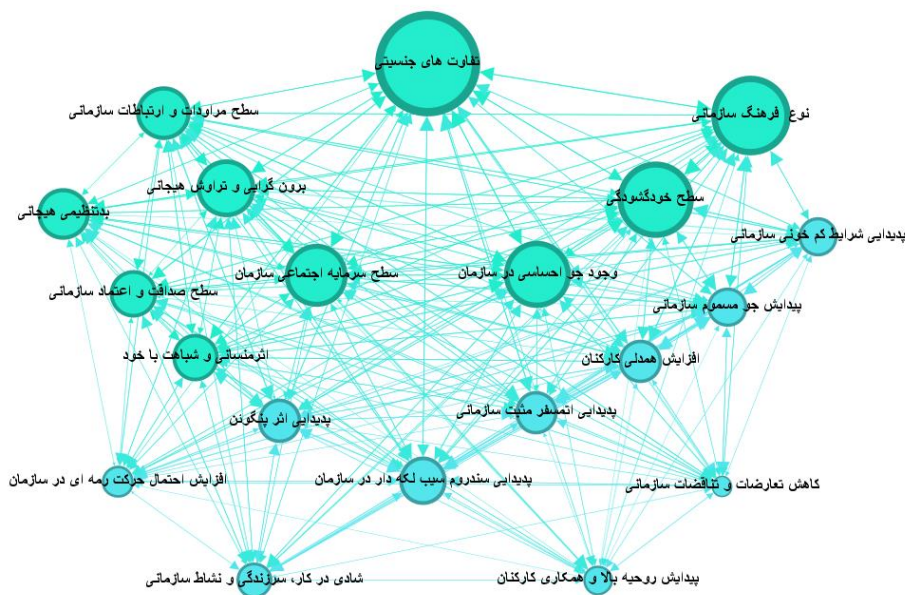 تفاوت های جنسیتی
سطح مراودات و ارتباطات سازمانی
نوع فرهنگ سازمانی
برون گرایی و تراوش هیجانی
سطح خودگشودگی
بدتنظیمی هیجانی
پدیدایی شرایط کم خونی سازمانی
سطح سرمایه اجتماعی سازمان
وجود جو احساسی در سازمان
سطح صداقت و اعتماد سازمانی
پیدایش جو مسموم سازمانی
اثرمنسانی و شباهت با خود
افزایش همدلی کارکنان
پدیدایی اثر پنگوئن
پدیدایی اتمسفر مثبت سازمانی
افزایش احتمال حرکت رمه ای در سازمان
پدیدایی سندروم سیب لکه دار در سازمان
کاهش تعارضات و تناقضات سازمانی
شادی در کار، سرزندگی و نشاط سازمانی
پیدایش روحیه بالا و همکاری کارکنان